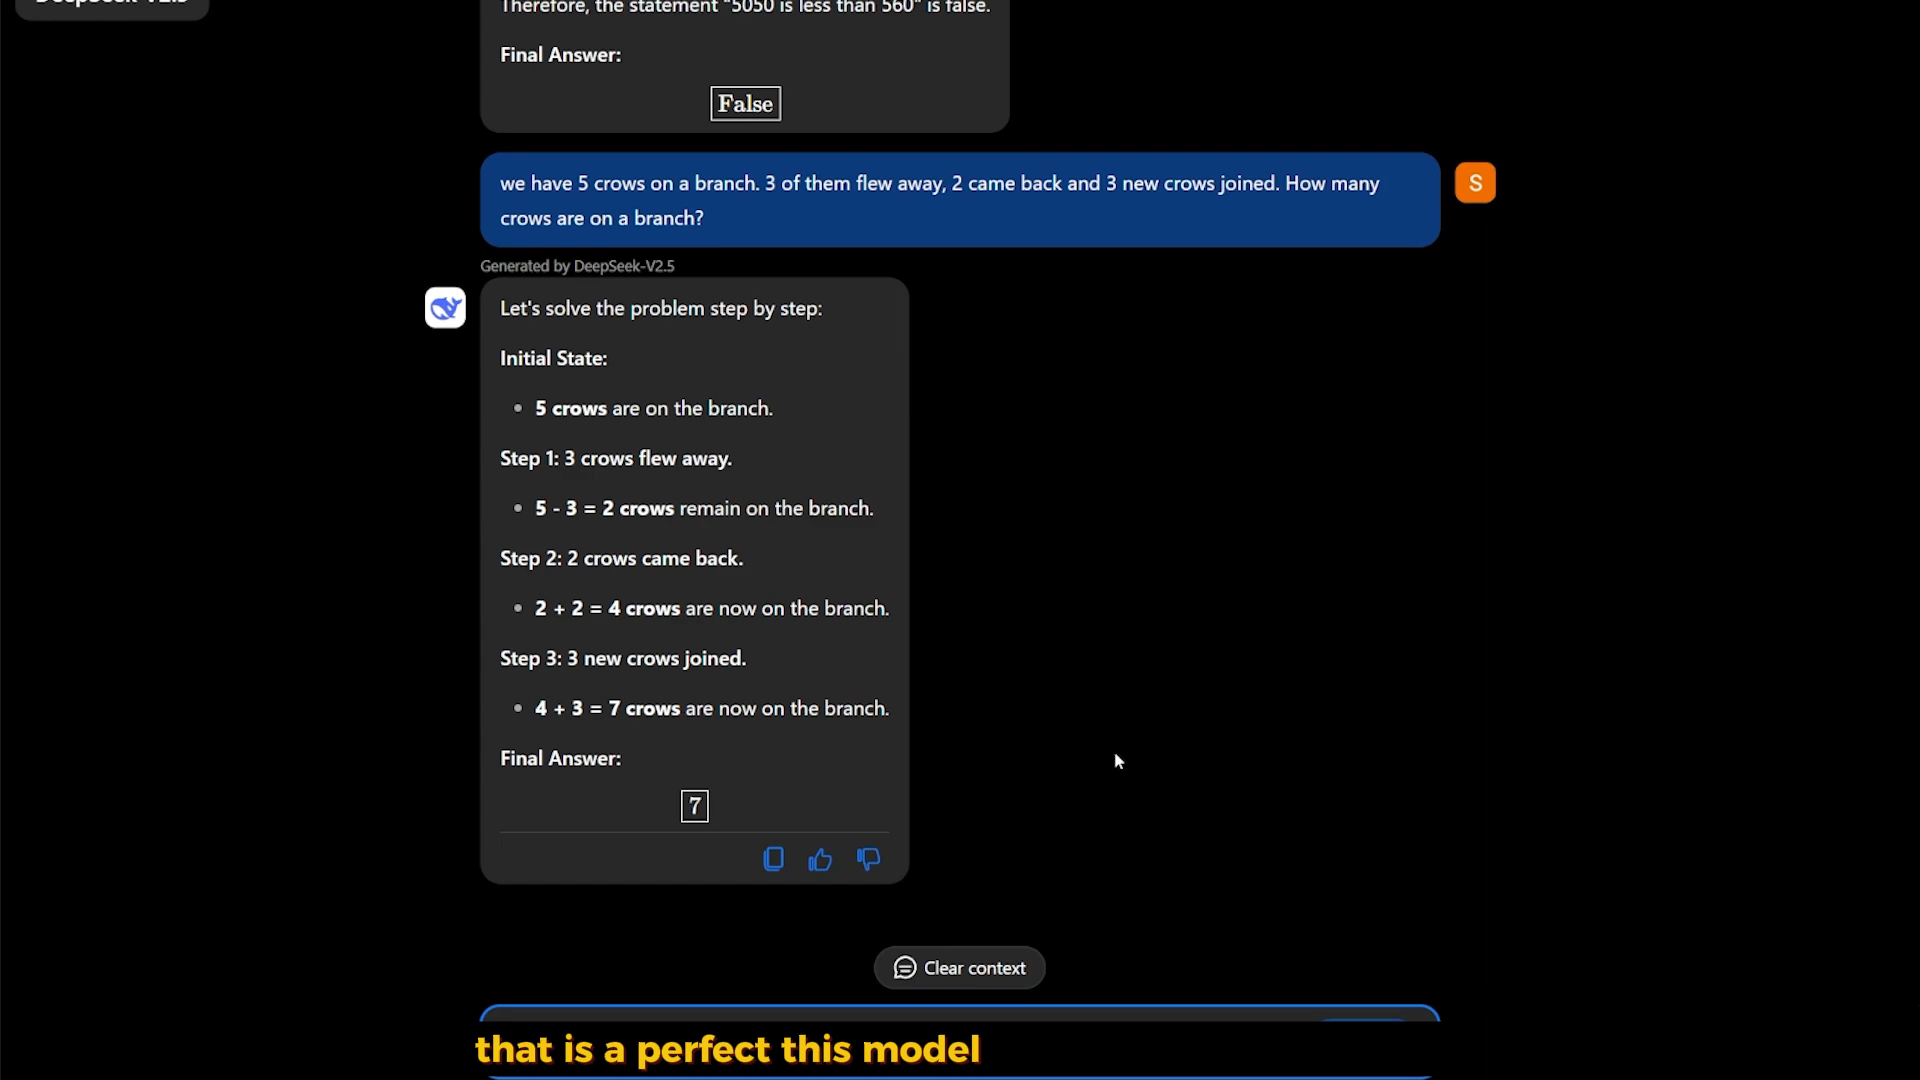 DeepSeek-V2.5
Therefore, the statement "5050 is less than 560" is false.
Final Answer:
False
we have 5 crows on a branch. 3 of them flew away, 2 came back and 3 new crows joined. How many
crows are on a branch?
S
Generated by DeepSeek-V2.5
Let's solve the problem step by step:
Initial State:
• 5 crows are on the branch.
Step 1: 3 crows flew away.
• 5 - 3 = 2 crows remain on the branch.
Step 2: 2 crows came back.
• 2 + 2 = 4 crows are now on the branch.
Step 3: 3 new crows joined.
• 4 + 3 = 7 crows are now on the branch.
Final Answer:
7
Clear context
that is a perfect this model